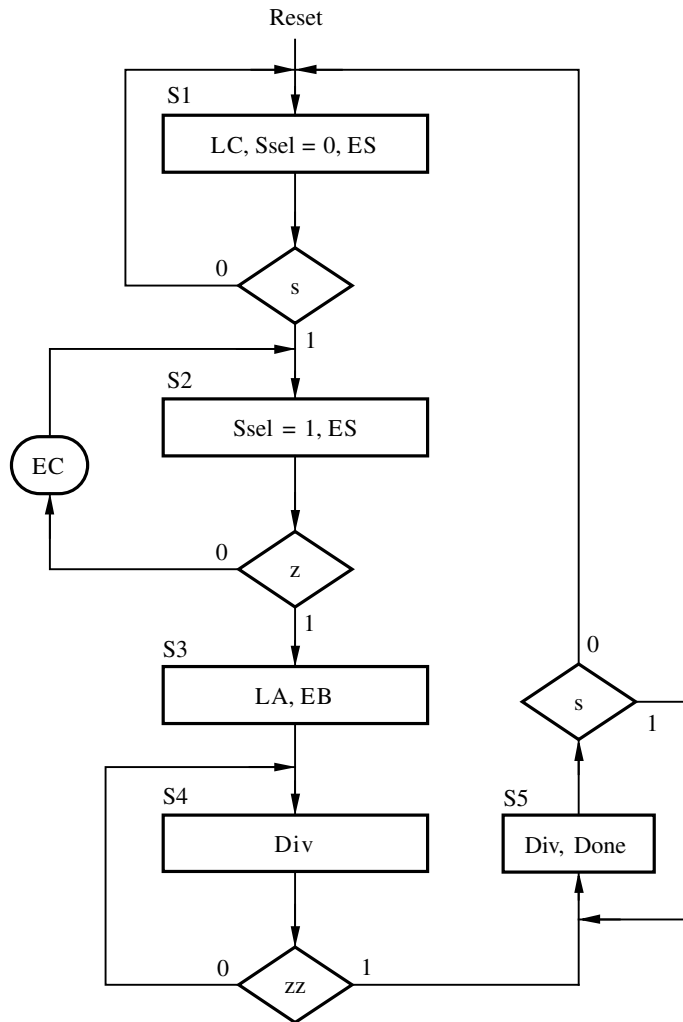 Reset
S1
LC, Ssel = 0, ES
0
s
1
S2
Ssel = 1, ES
EC
0
z
1
S3
LA, EB
0
s
1
S4
S5
Div
Div, Done
0
1
zz